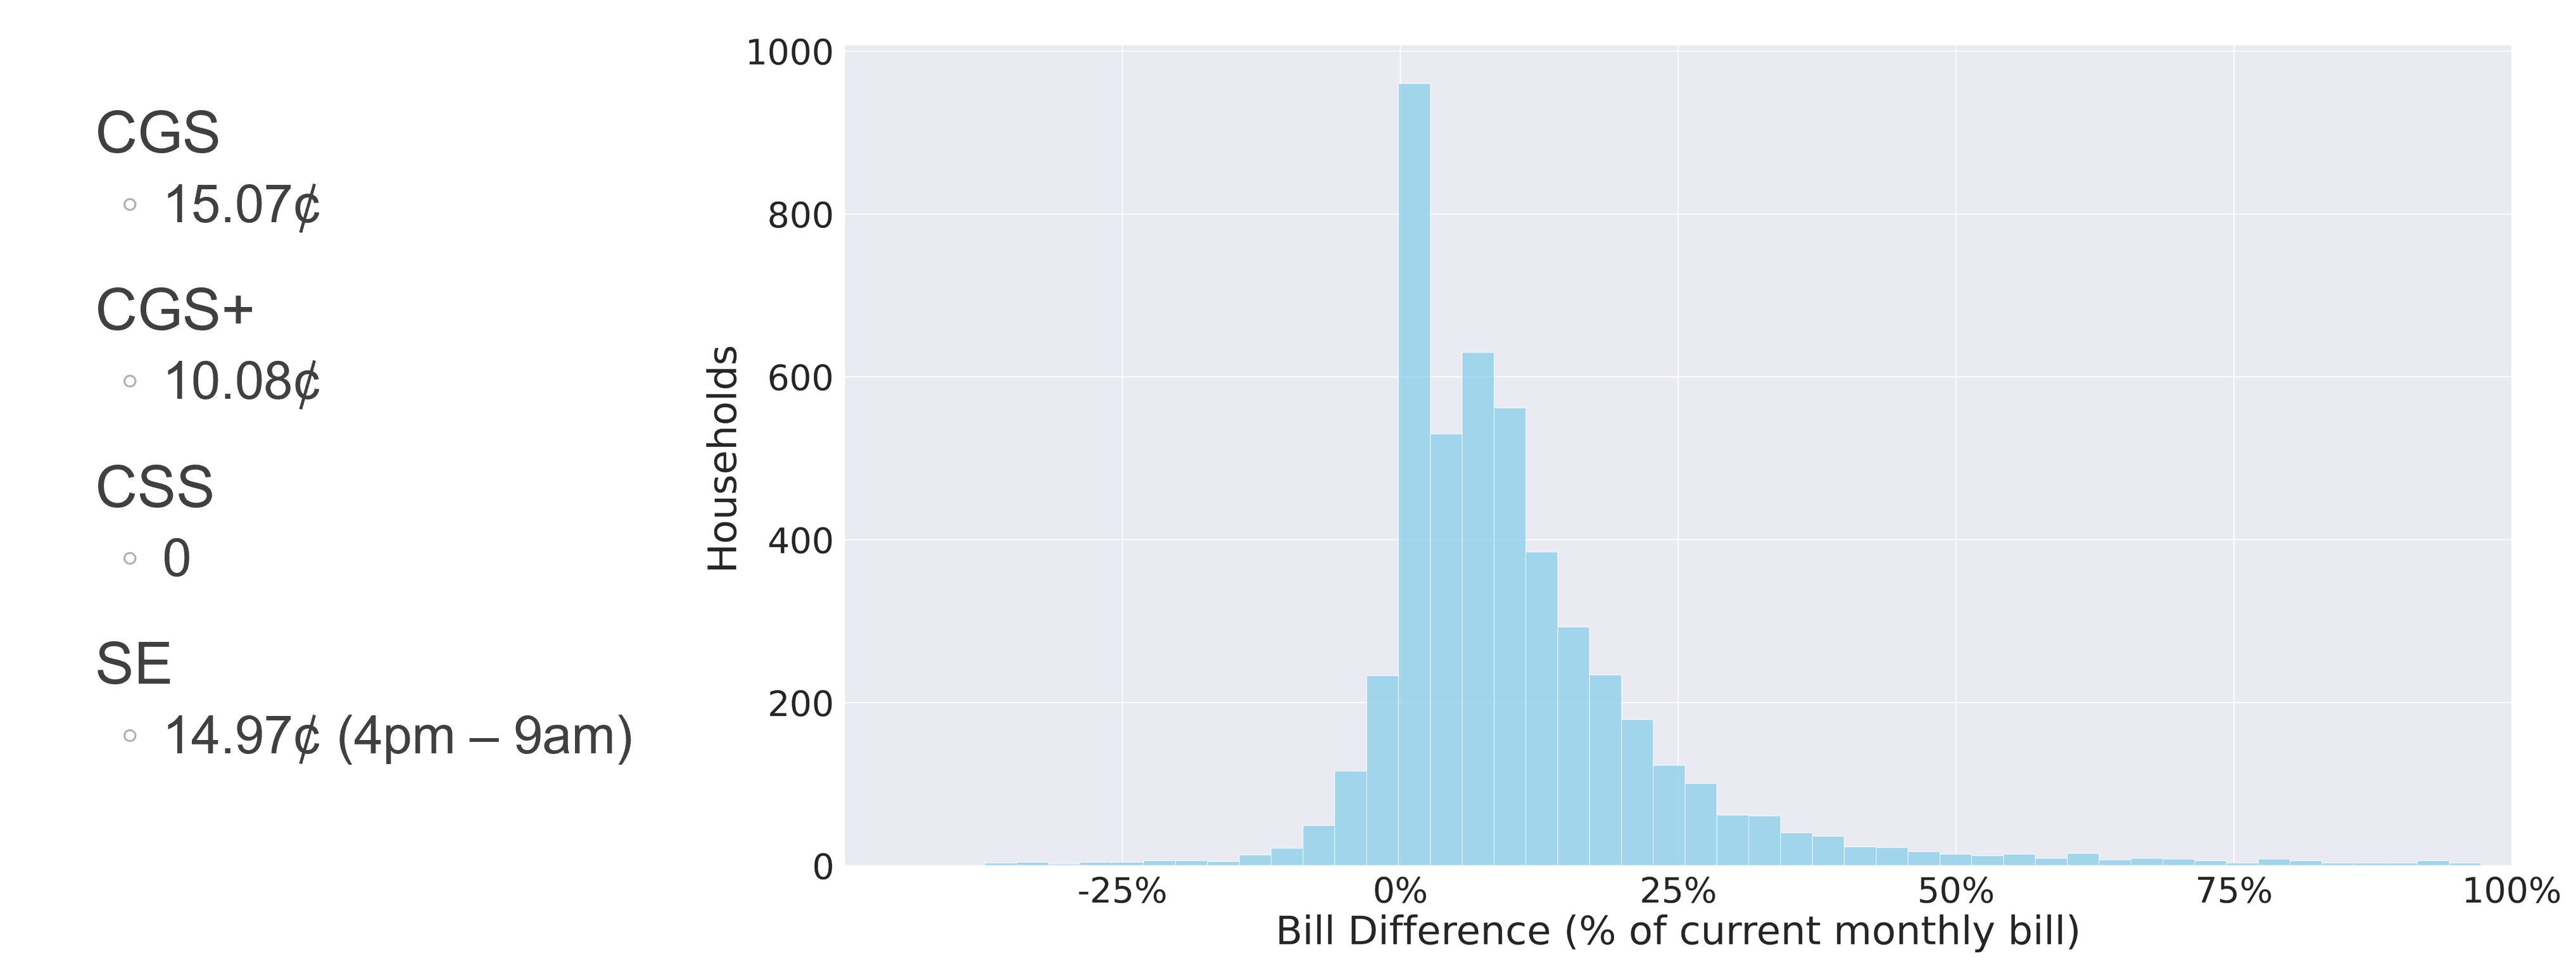 CGS
◦ 15.07¢
CGS+
◦ 10.08¢
CSS
◦ 0
SE
◦ 14.97¢ (4pm – 9am)
1000
800
600
400
200
0
Households
-25% 0% 25% 50% 75% 100%
Bill Difference (% of current monthly bill)